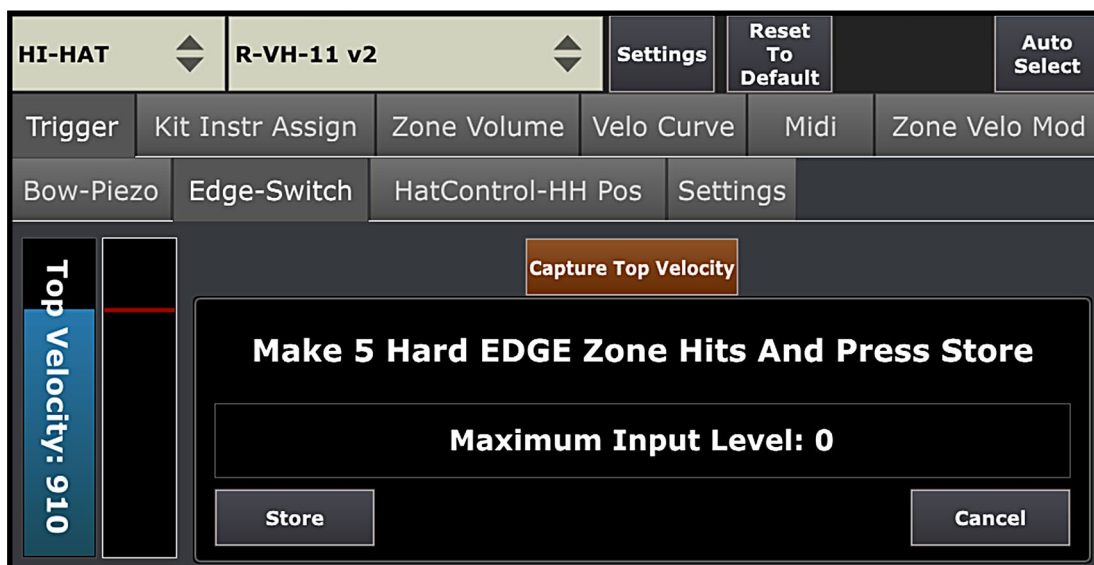 HI-HAT
R-VH-11 v2
Settings
Reset
To
Default
Auto
Select
Trigger
Kit Instr Assign
Zone Volume
Velo Curve
Midi
Zone Velo Mod
Bow-Piezo
Edge-Switch
HatControl-HH Pos
Settings
Top Velocity: 910
Capture Top Velocity
Make 5 Hard EDGE Zone Hits And Press Store
Maximum Input Level: 0
Store
Cancel